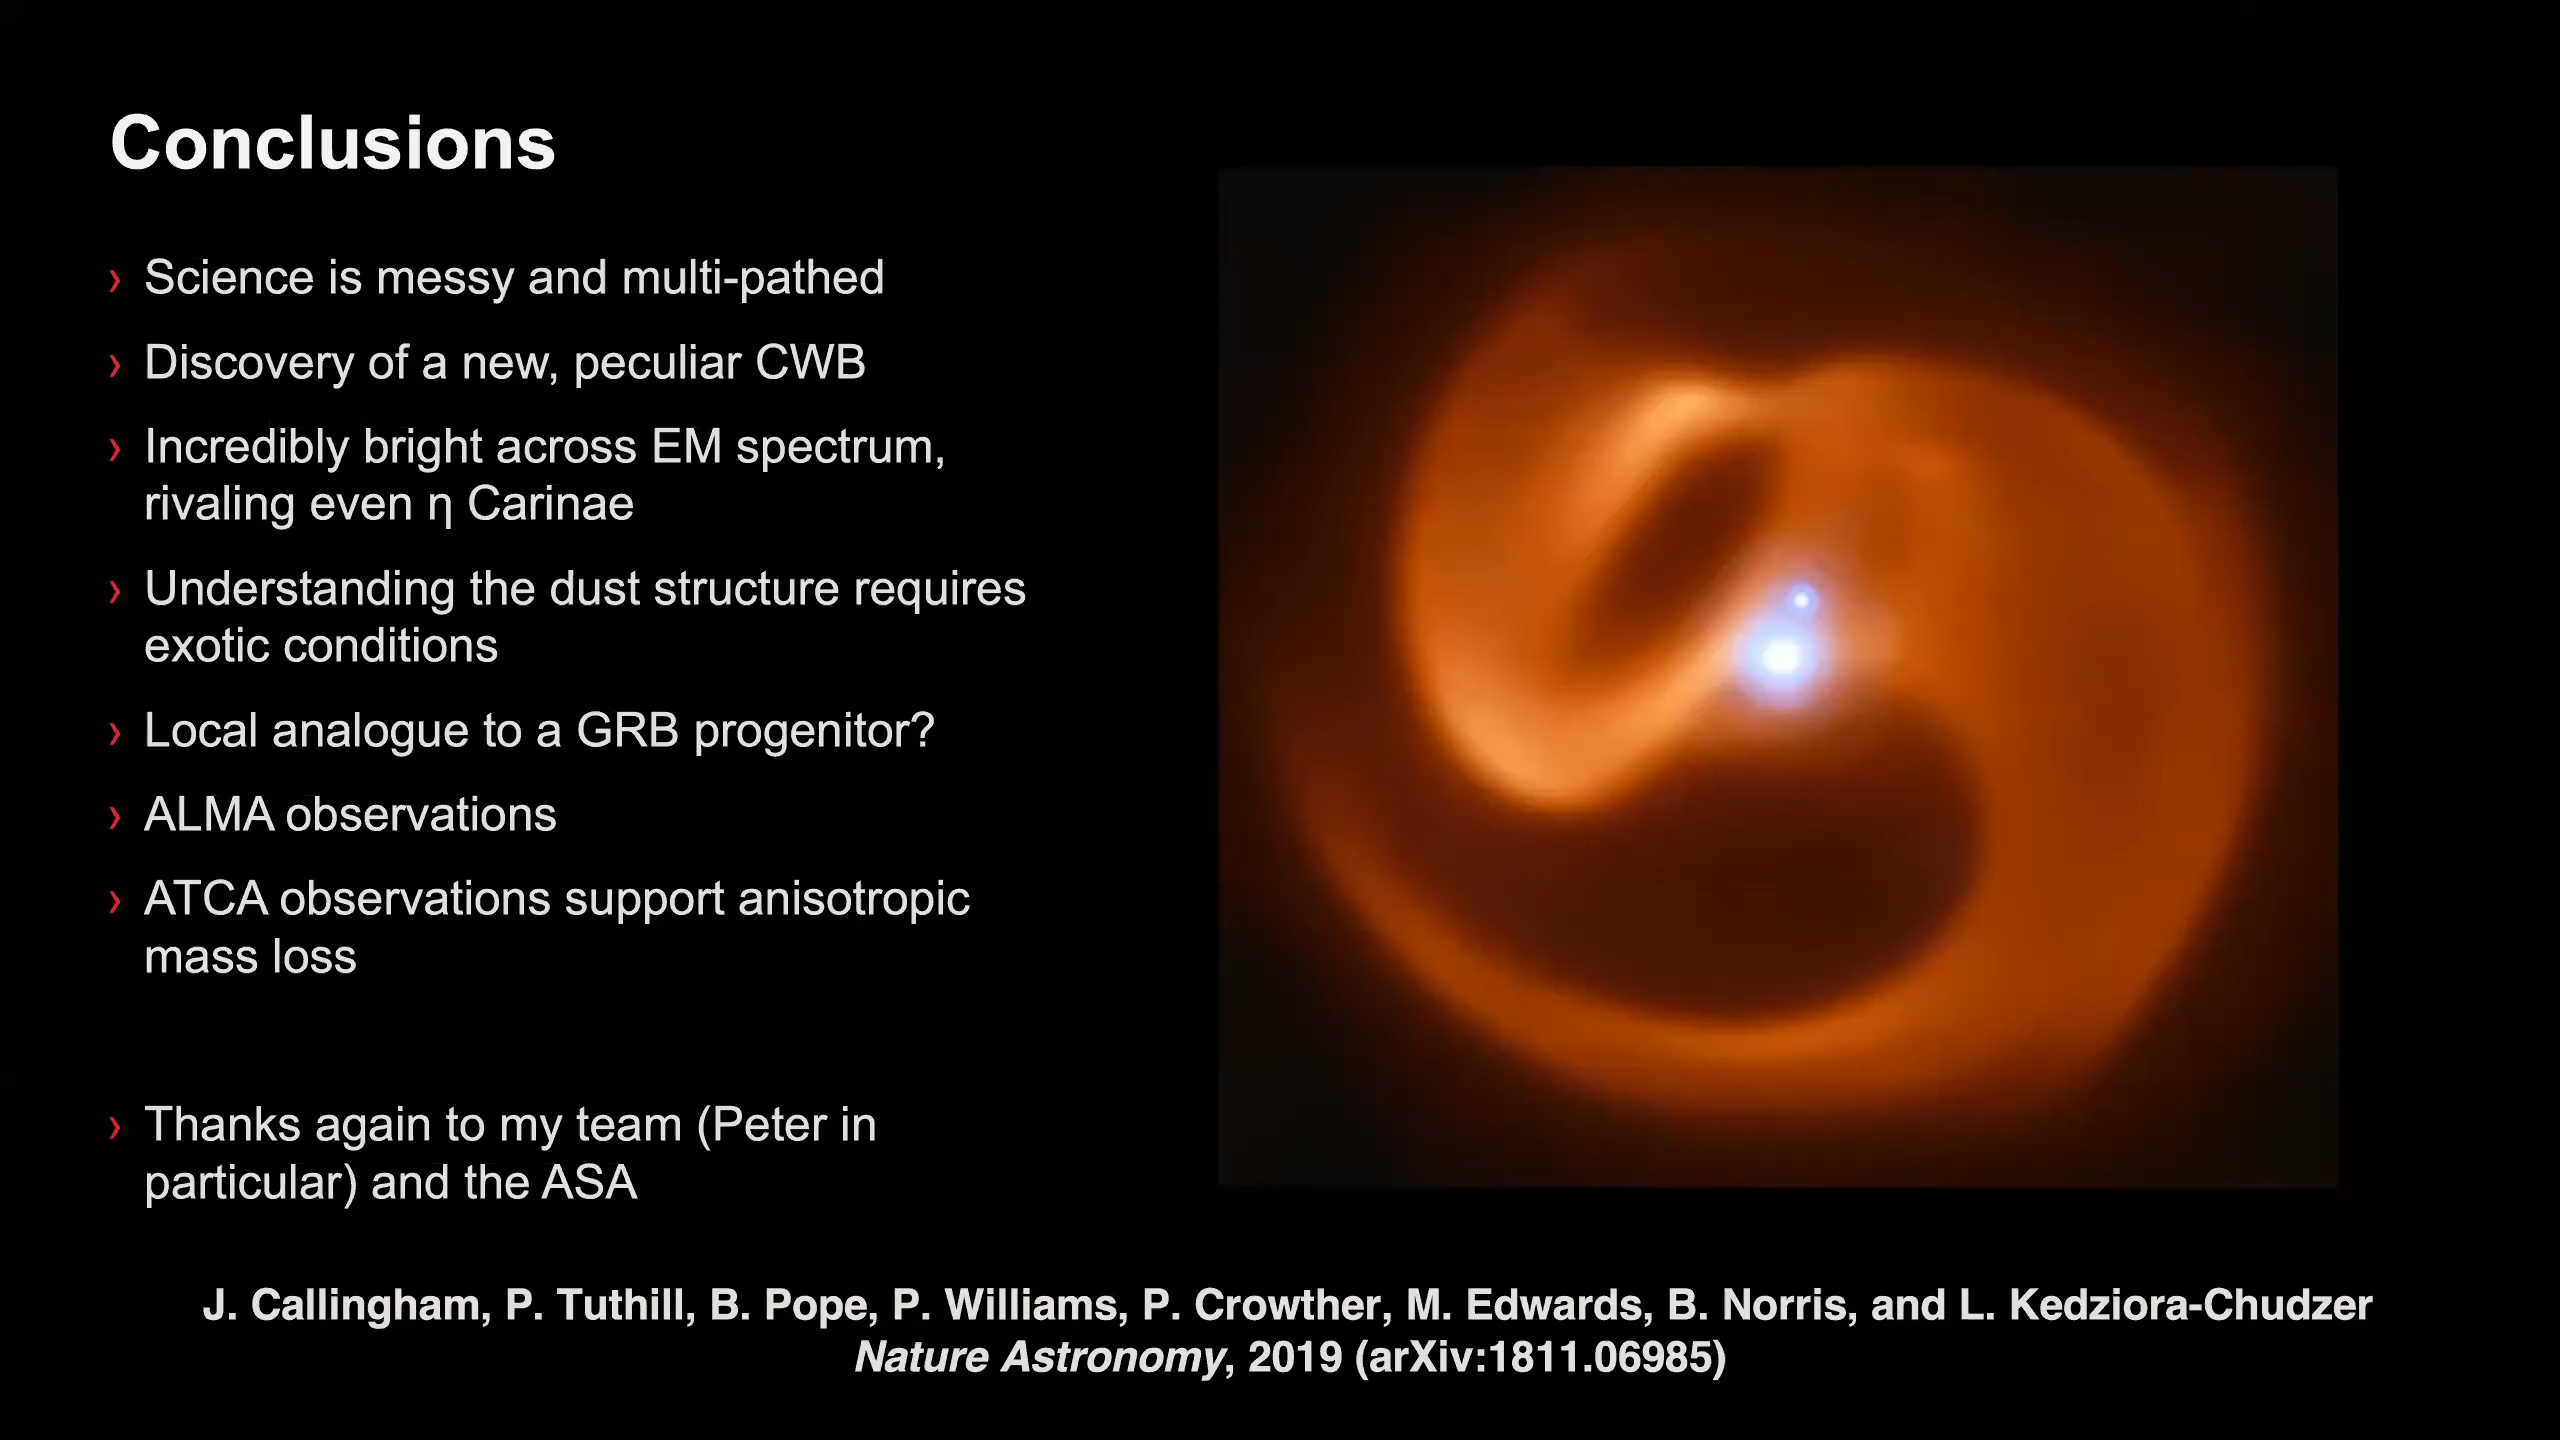 Conclusions
› Science is messy and multi-pathed
› Discovery of a new, peculiar CWB
› Incredibly bright across EM spectrum,
rivaling even η Carinae
› Understanding the dust structure requires
exotic conditions
› Local analogue to a GRB progenitor?
› ALMA observations
› ATCA observations support anisotropic
mass loss
› Thanks again to my team (Peter in
particular) and the ASA
J. Callingham, P. Tuthill, B. Pope, P. Williams, P. Crowther, M. Edwards, B. Norris, and L. Kedziora-Chudzer
Nature Astronomy, 2019 (arXiv:1811.06985)